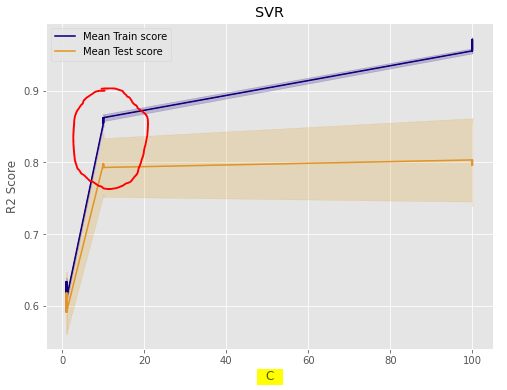 SVR
Mean Train score
Mean Test score
R2 Score
0.9
0.8
0.7
0.6
0 20 40 60 80 100
C